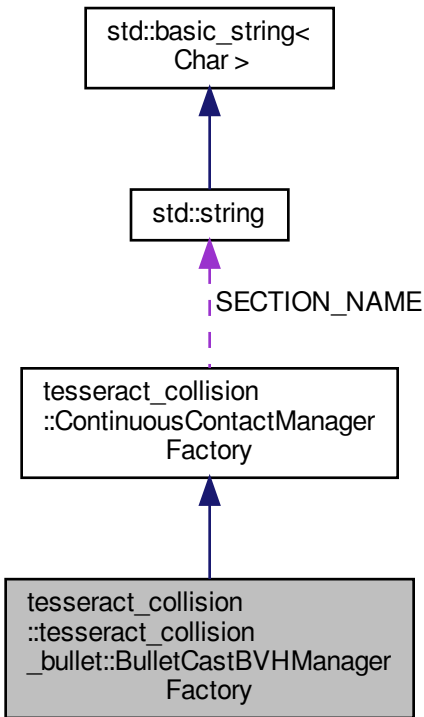 std::basic_string<
Char >
std::string
SECTION_NAME
tesseract_collision
::ContinuousContactManager
Factory
tesseract_collision
::tesseract_collision
_bullet::BulletCastBVHManager
Factory